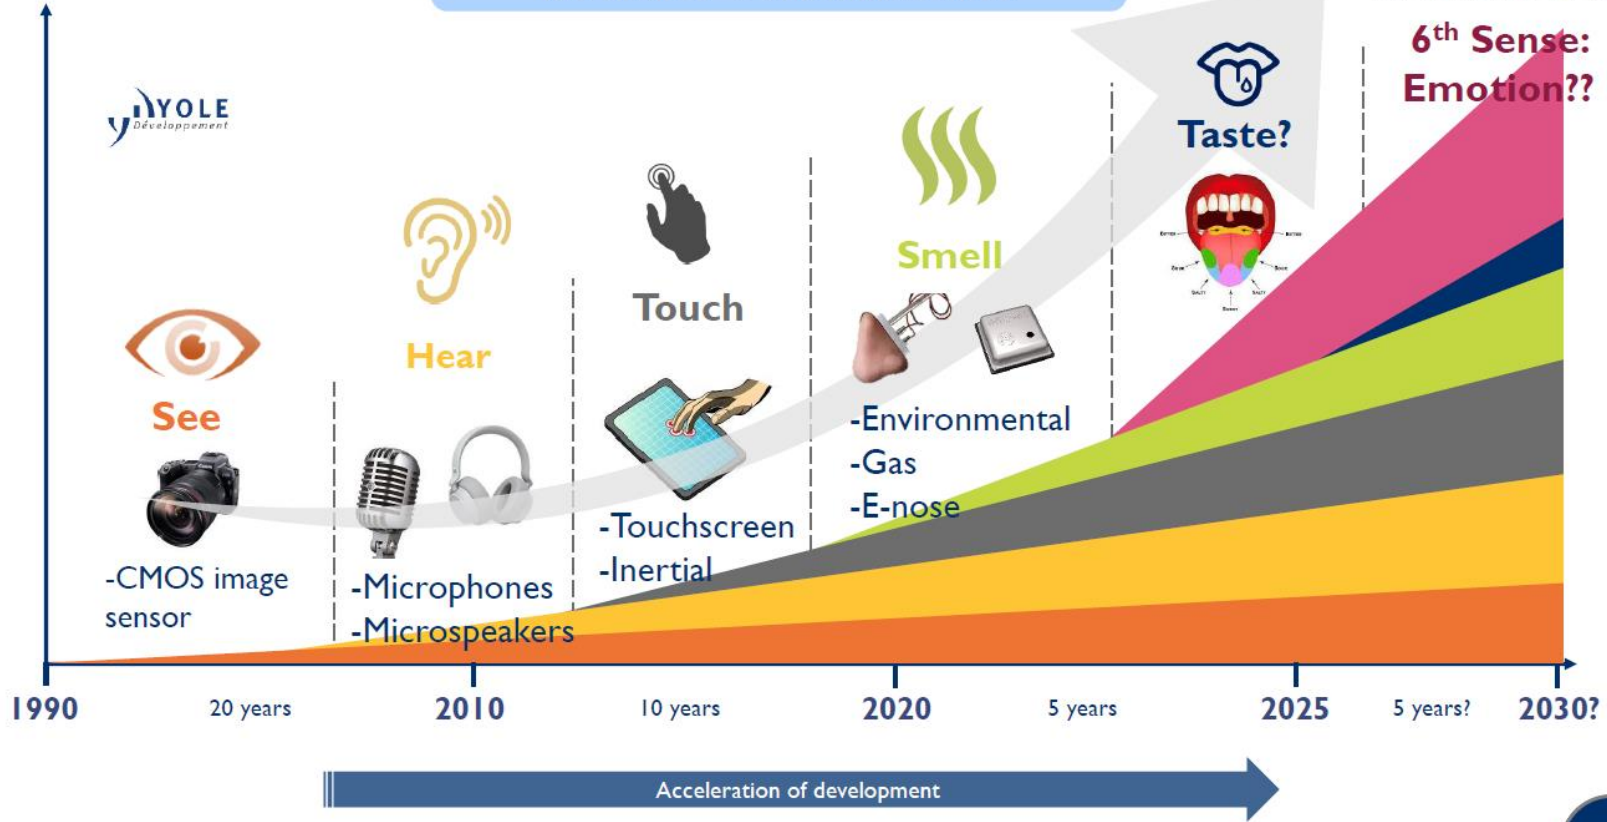 YOLE
Développement
See
-CMOS image
sensor
Hear
-Microphones
-Microspeakers
Touch
-Touchscreen
-Inertial
Smell
-Environmental
-Gas
-E-nose
Taste?
6th Sense:
Emotion??
1990
20 years
2010
10 years
2020
5 years
2025
5 years?
2030?
Acceleration of development